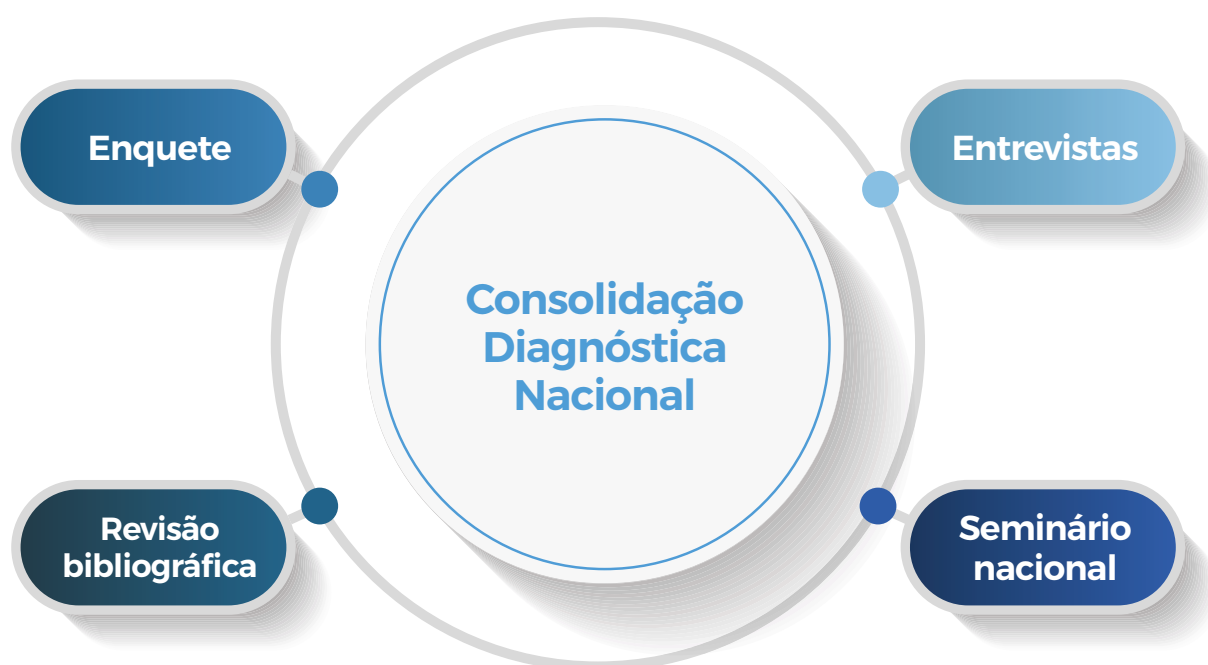 Enquete
Entrevistas
Consolidação
Diagnóstica
Nacional
Revisão
bibliográfica
Seminário
nacional